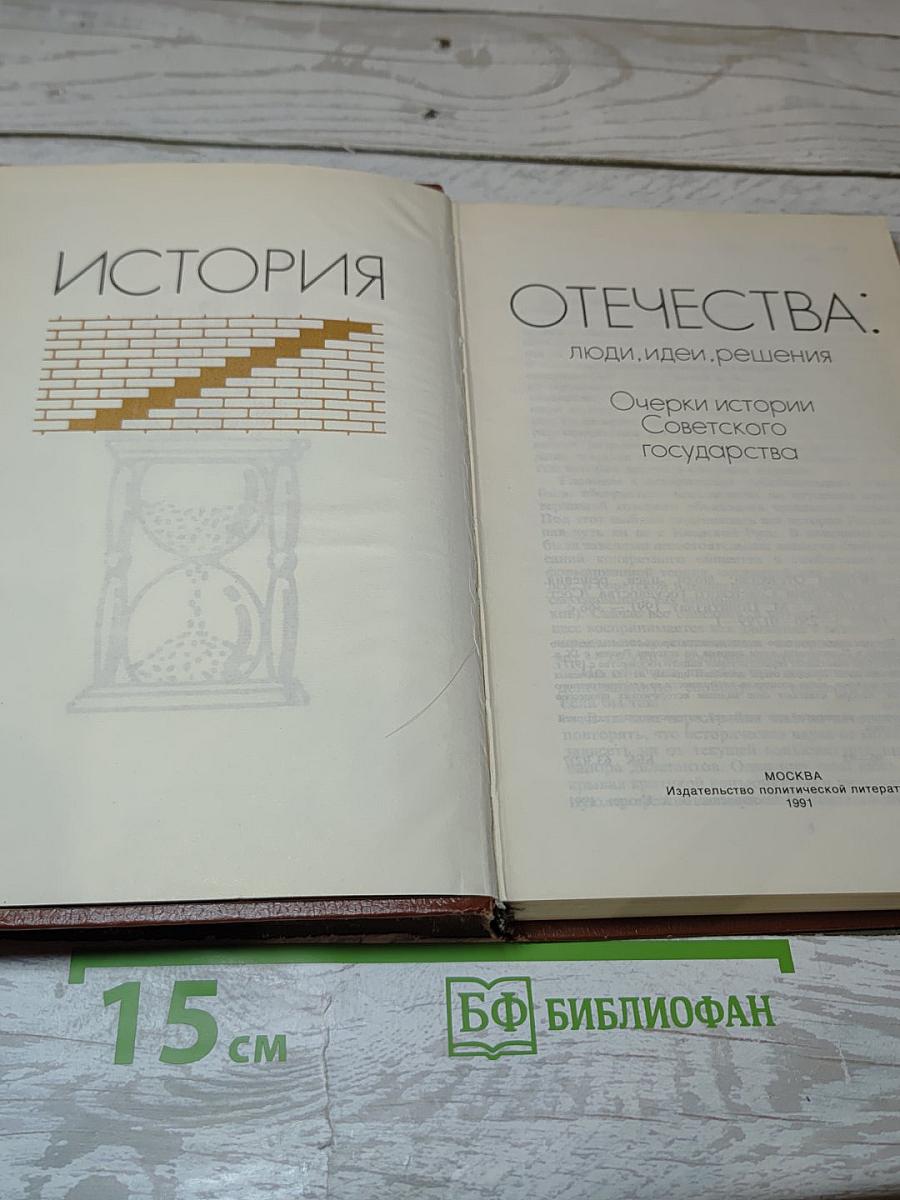 ИСТОРИЯ
ОТЕЧЕСТВА:
люди, идеи, решения
Очерки истории
Советского
государства
МОСКВА
Издательство политической литерат
1991
15 см
БФ БИБЛИОФАН